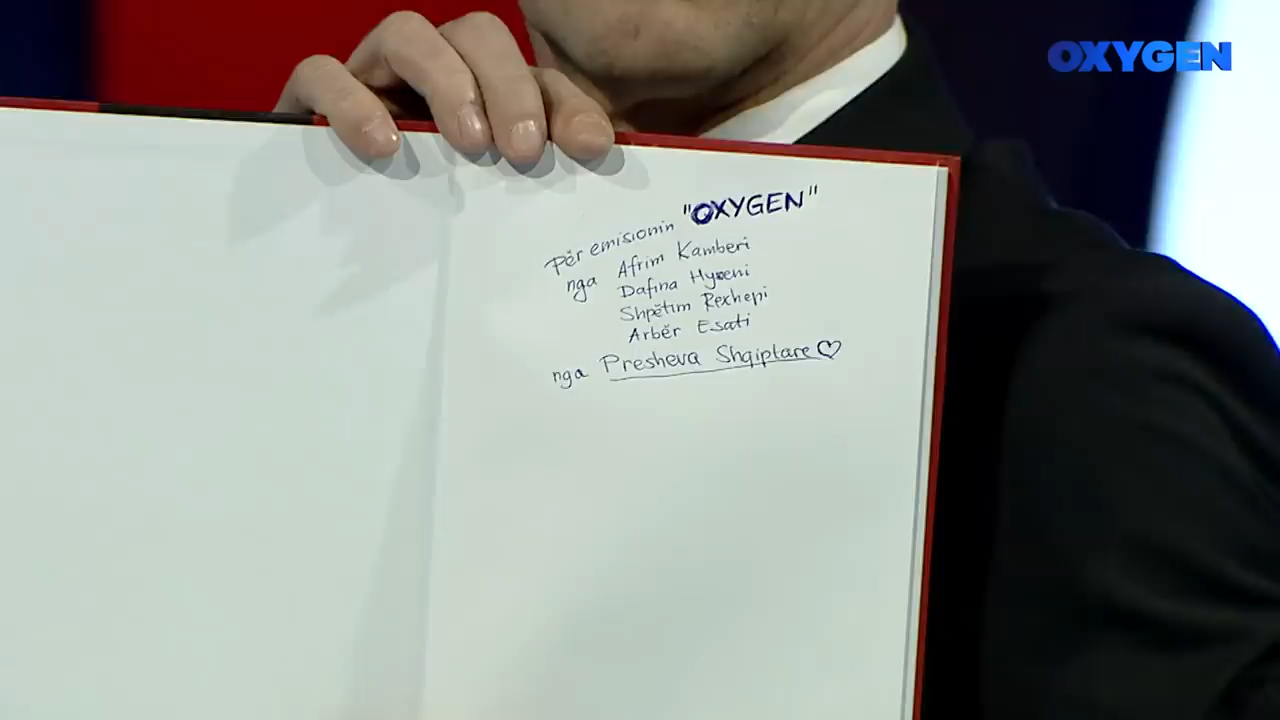 OXYGEN
Për emisionin "OXYGEN"
nga Afrim Kamberi
Dafina Hyseni
Shpëtim Rexhepi
Arbër Esati
nga Presheva Shqiptare♡